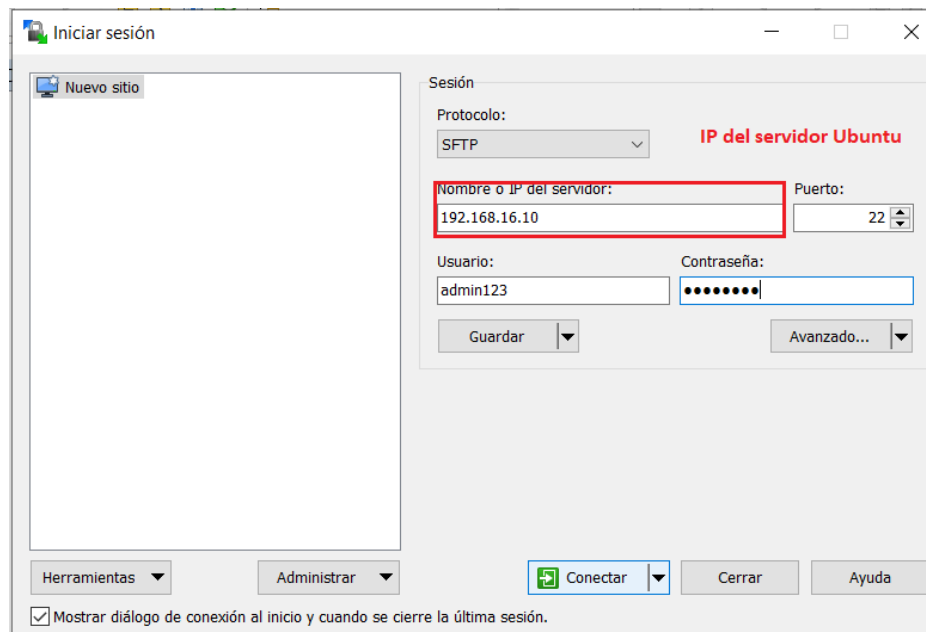 Iniciar sesión
Nuevo sitio
Sesión
Protocolo:
SFTP
IP del servidor Ubuntu
Nombre o IP del servidor:
Puerto:
192.168.16.10
22
Usuario:
Contraseña:
admin123
••••••••
Guardar
Avanzado...
Herramientas
Administrar
Conectar
Cerrar
Ayuda
Mostrar diálogo de conexión al inicio y cuando se cierre la última sesión.